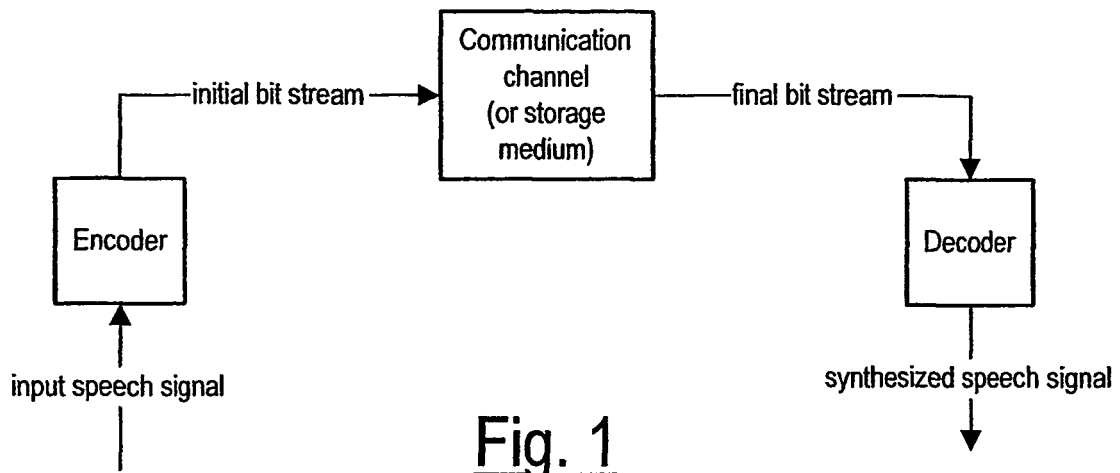 Communication
channel
(or storage
medium)
initial bit stream
final bit stream
Encoder
Decoder
input speech signal
synthesized speech signal
Fig. 1